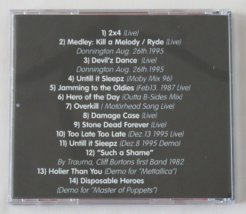 1) 2x4 (Live)
2) Medley: Kill a Melody / Ryde (Live)
Donnington Aug. 26th 1995
3) Devil'z Dance (Live)
Donnington Aug. 26th 1995
4) Untill it Sleepz (Moby Mix 96)
5) Jamming to the Oldies (Feb13. 1987 Live)
6) Hero of the Day (Outta B-Sides Mix)
7) Overkill ( Motörhead Song Live)
8) Damage Case (Live)
9) Stone Dead Forever (Live)
10) Too Late Too Late (Dez.13 1995 Live)
11) Untill it Sleepz (Dez.8 1995 Demo)
12) "Such a Shame"
By Trauma, Cliff Burtons first Band 1982
13) Holier Than You (Demo for "Mettallica")
14) Disposable Heroes
(Demo for "Master of Puppets")